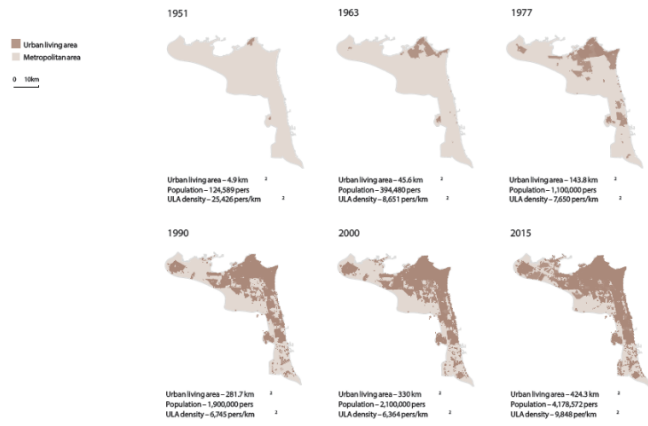 1951
1963
1977
Urban living area
Metropolitan area
0 10km
Urban living area – 4.9 km 2
Population – 124,589 pers
ULA density – 25,426 pers/km 2
Urban living area – 45.6 km 2
Population – 394,480 pers
ULA density – 8,651 pers/km 2
Urban living area – 143.8 km 2
Population – 1,100,000 pers
ULA density – 7,650 pers/km 2
1990
2000
2015
Urban living area – 281,7 km 2
Population – 1,900,000 pers
ULA density – 6,745 pers/km 2
Urban living area – 330 km 2
Population – 2,100,000 pers
ULA density – 6,364 pers/km 2
Urban living area – 424.3 km 2
Population – 4,178,572 pers
ULA density – 9,848 per/km 2